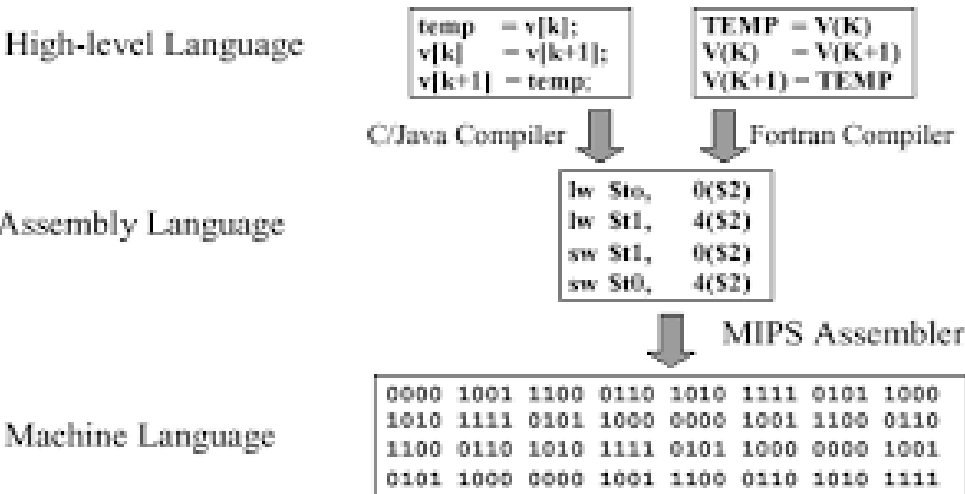 High-level Language
temp = v[k];
v[k] = v[k+1];
v[k+1] = temp;
TEMP = V(K)
V(K) = V(K+1)
V(K+1) = TEMP
C/Java Compiler
Fortran Compiler
Assembly Language
lw $to, 0($2)
lw $t1, 4($2)
sw $t1, 0($2)
sw $t0, 4($2)
MIPS Assembler
Machine Language
0000 1001 1100 0110 1010 1111 0101 1000
1010 1111 0101 1000 0000 1001 1100 0110
1100 0110 1010 1111 0101 1000 0000 1001
0101 1000 0000 1001 1100 0110 1010 1111